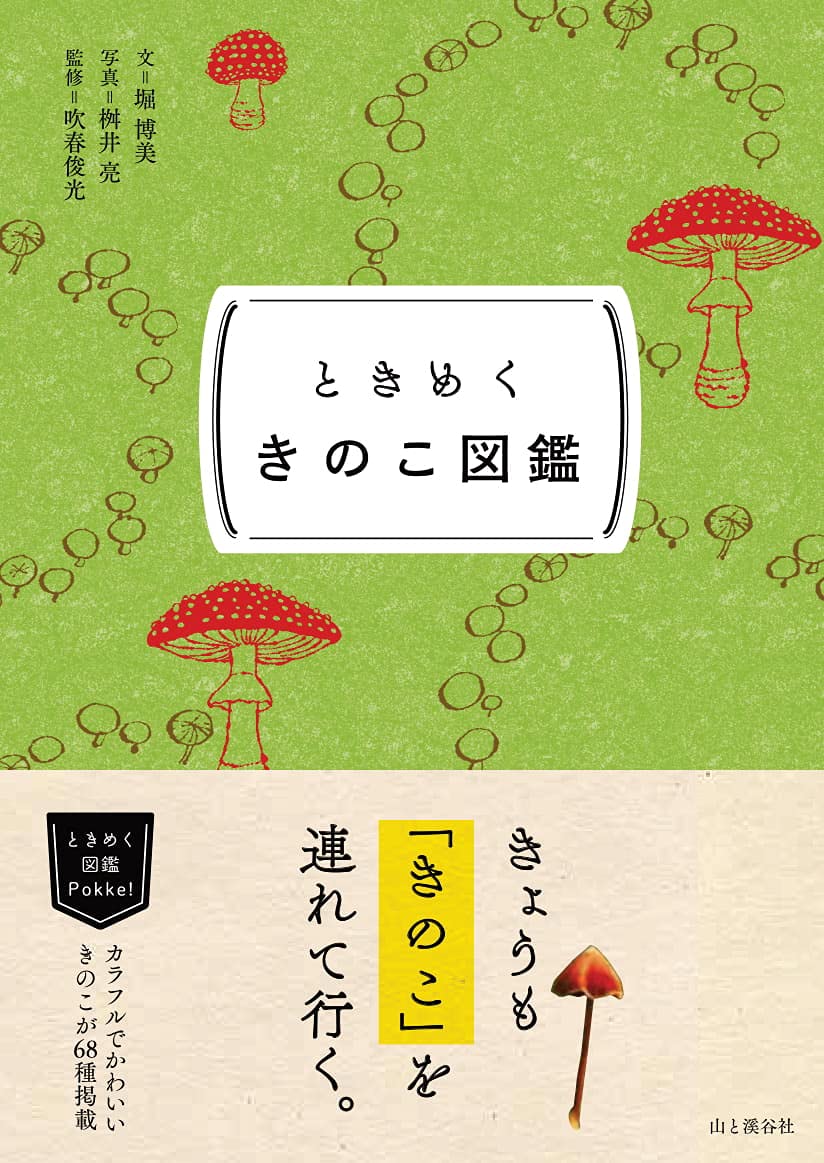 文＝堀 博美
写真＝桝井 亮
監修＝吹春俊光
ときめく
きのこ図鑑
きょうも
「きのこ」を
連れて行く。
ときめく
図鑑
Pokke!
カラフルでかわいい
きのこが68種掲載
山と溪谷社